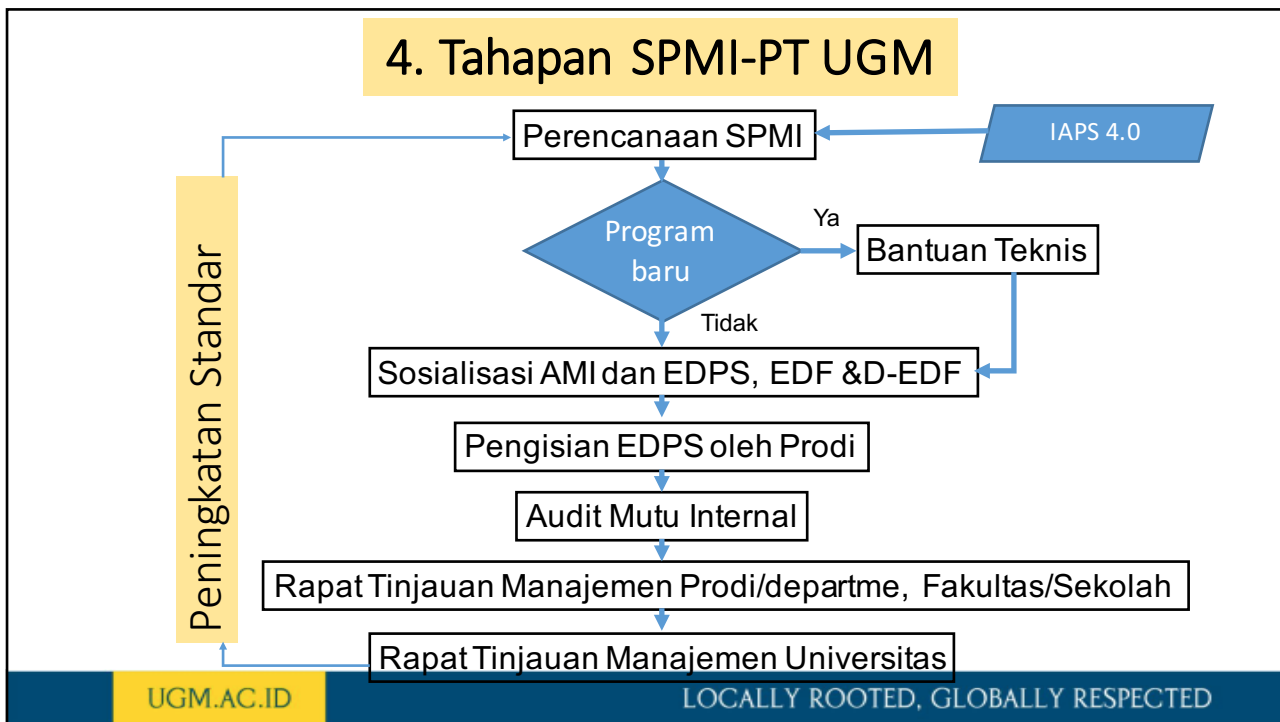 4. Tahapan SPMI-PT UGM
Perencanaan SPMI
IAPS 4.0
Program
baru
Ya
Bantuan Teknis
Tidak
Sosialisasi AMI dan EDPS, EDF &D-EDF
Pengisian EDPS oleh Prodi
Audit Mutu Internal
Rapat Tinjauan Manajemen Prodi/departme, Fakultas/Sekolah
Rapat Tinjauan Manajemen Universitas
Peningkatan Standar
UGM.AC.ID
LOCALLY ROOTED, GLOBALLY RESPECTED